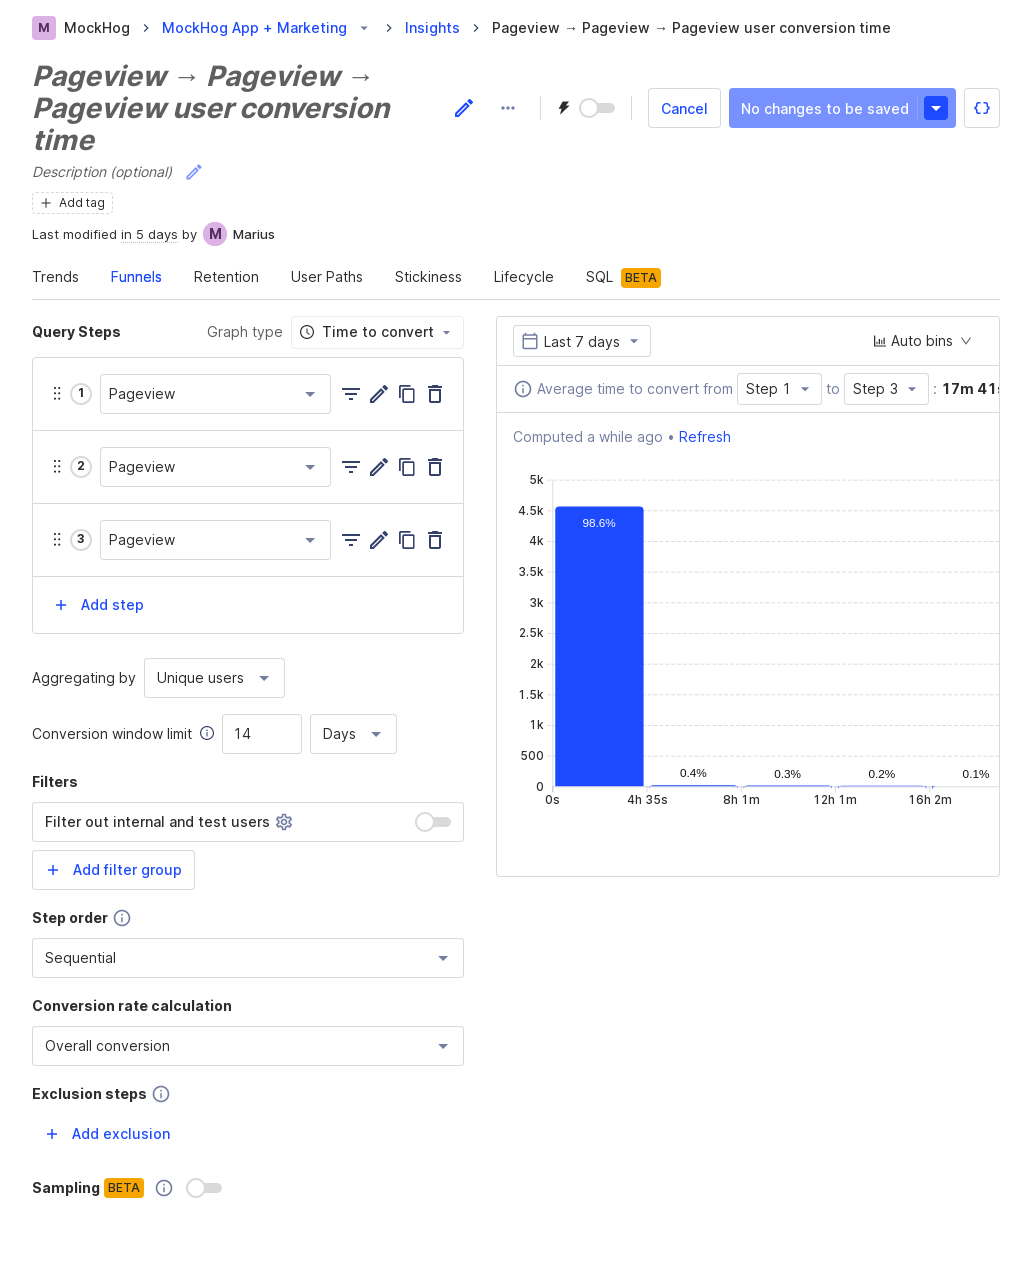 M MockHog MockHog App + Marketing Insights Pageview → Pageview → Pageview user conversion time
Pageview → Pageview →
Pageview user conversion
time
Cancel No changes to be saved
Description (optional)
Add tag
Last modified in 5 days by M Marius
Trends Funnels Retention User Paths Stickiness Lifecycle SQL BETA
Query Steps Graph type Time to convert
1 Pageview
2 Pageview
3 Pageview
Add step
Aggregating by Unique users
Conversion window limit 14 Days
Filters
Filter out internal and test users
Add filter group
Step order
Sequential
Conversion rate calculation
Overall conversion
Exclusion steps
Add exclusion
Sampling BETA
Last 7 days Auto bins
Average time to convert from Step 1 to Step 3 : 17m 41s
Computed a while ago • Refresh
5k
4.5k
4k
3.5k
3k
2.5k
2k
1.5k
1k
500
0
98.6% 0.4% 0.3% 0.2% 0.1%
0s 4h 35s 8h 1m 12h 1m 16h 2m